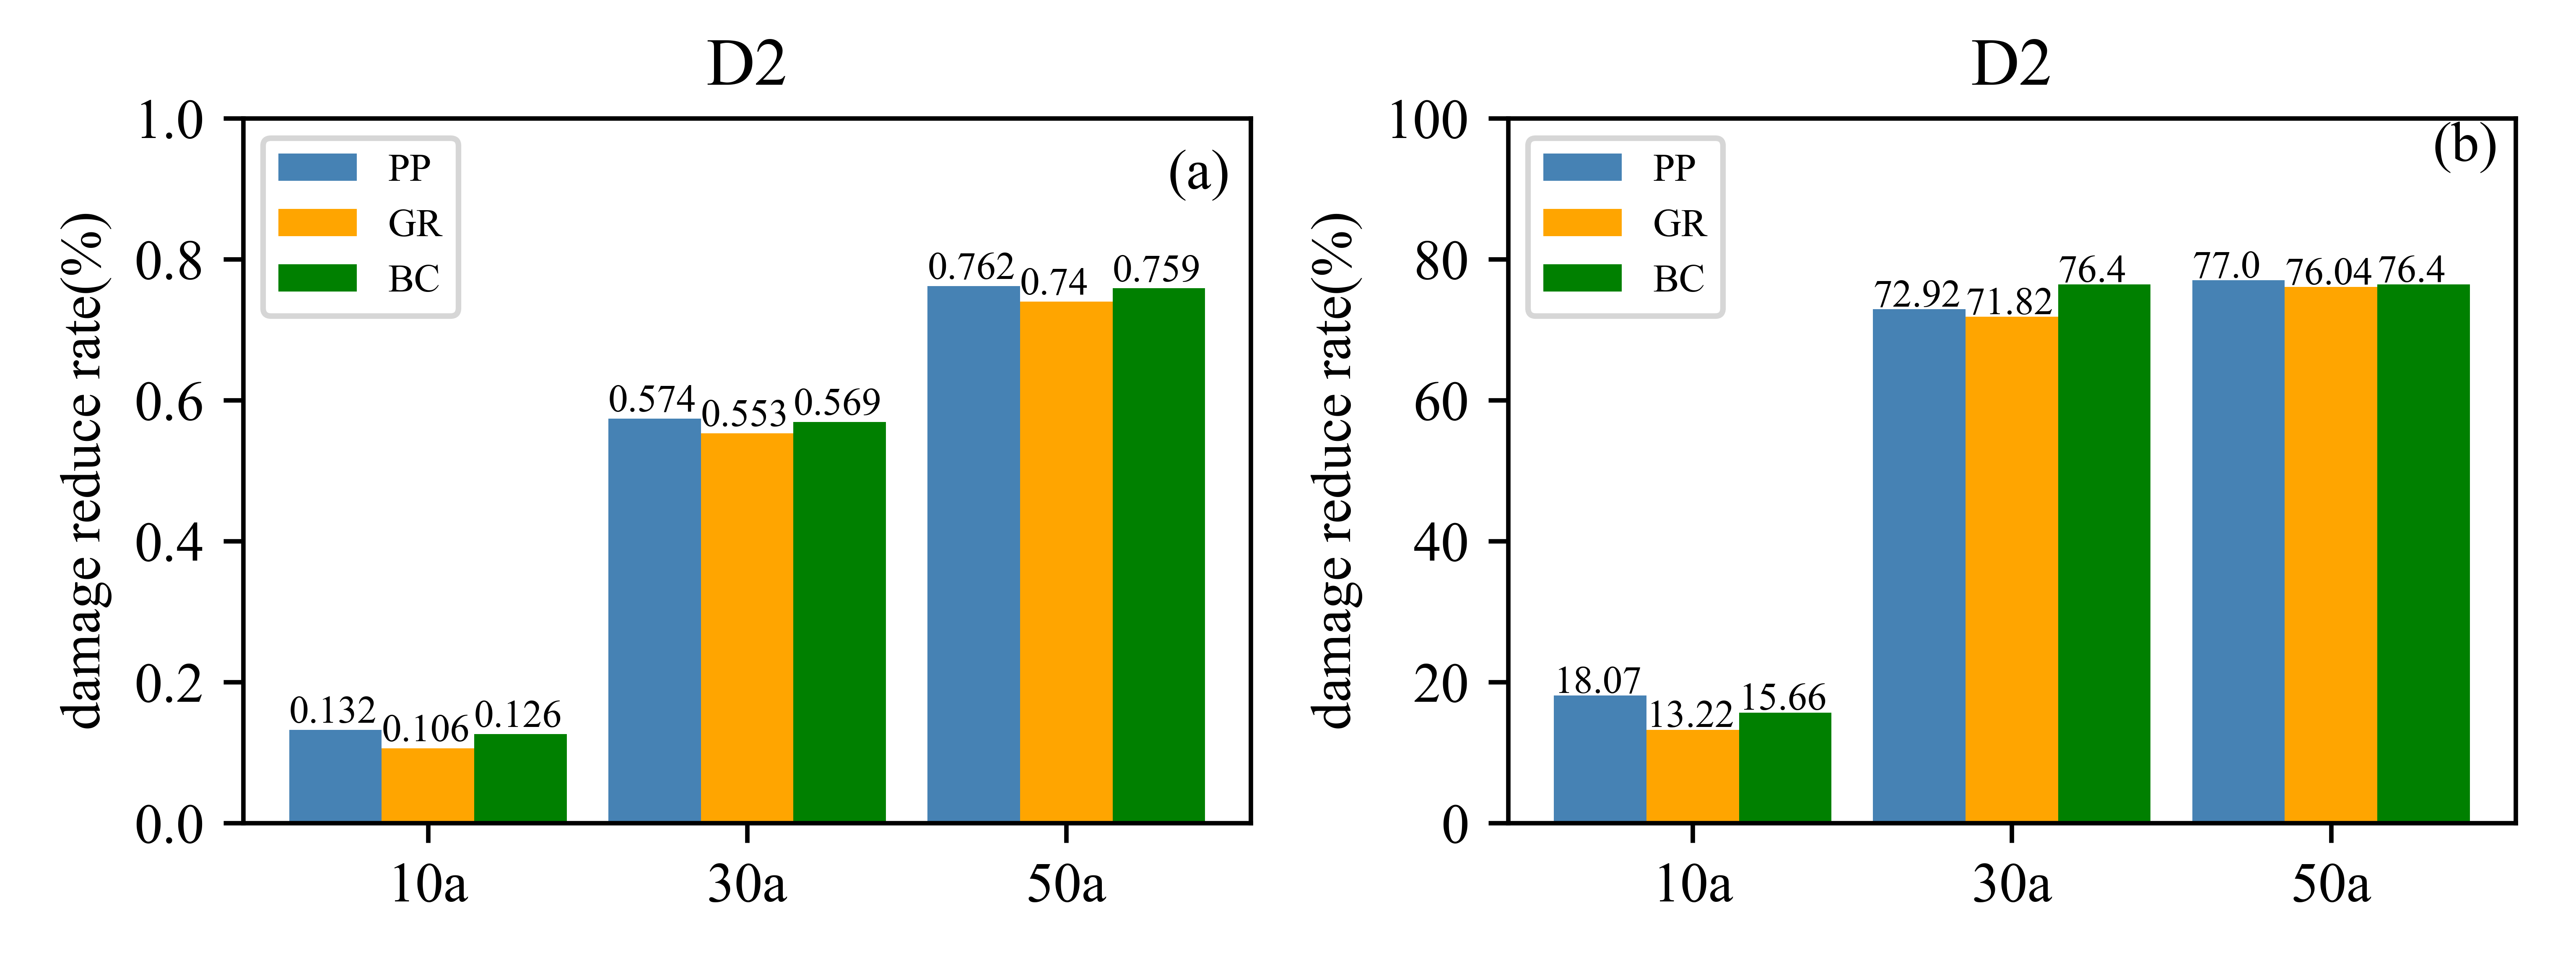 D2
damage reduce rate(%)
1.0
0.8
0.6
0.4
0.2
0.0
PP
GR
BC
(a)
0.132 0.106 0.126
0.574 0.553 0.569
0.762 0.74 0.759
10a 30a 50a
D2
damage reduce rate(%)
100
80
60
40
20
0
PP
GR
BC
(b)
18.07 13.22 15.66
72.92 71.82 76.4
77.0 76.04 76.4
10a 30a 50a